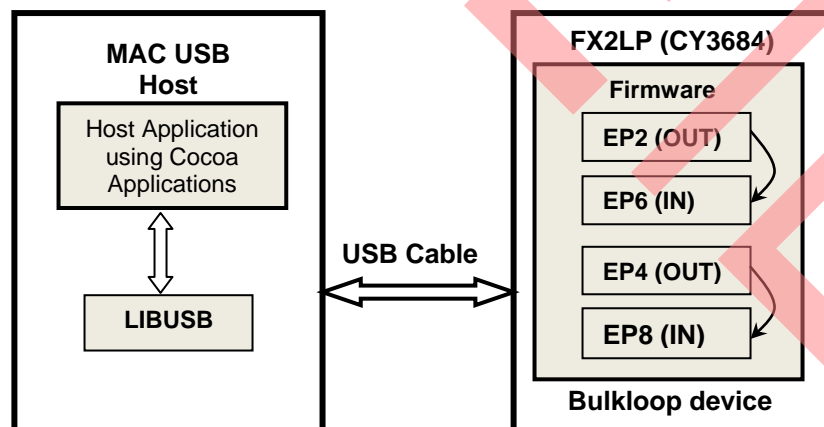 MAC USB
Host
Host Application
using Cocoa
Applications
LIBUSB
USB Cable
FX2LP (CY3684)
Firmware
EP2 (OUT)
EP6 (IN)
EP4 (OUT)
EP8 (IN)
Bulkloop device